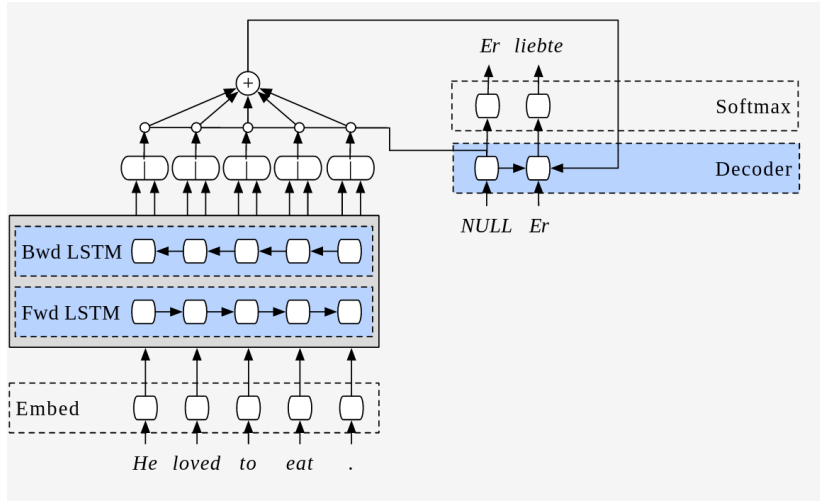 Er liebte
Softmax
Decoder
NULL Er
Bwd LSTM
Fwd LSTM
Embed
He loved to eat .